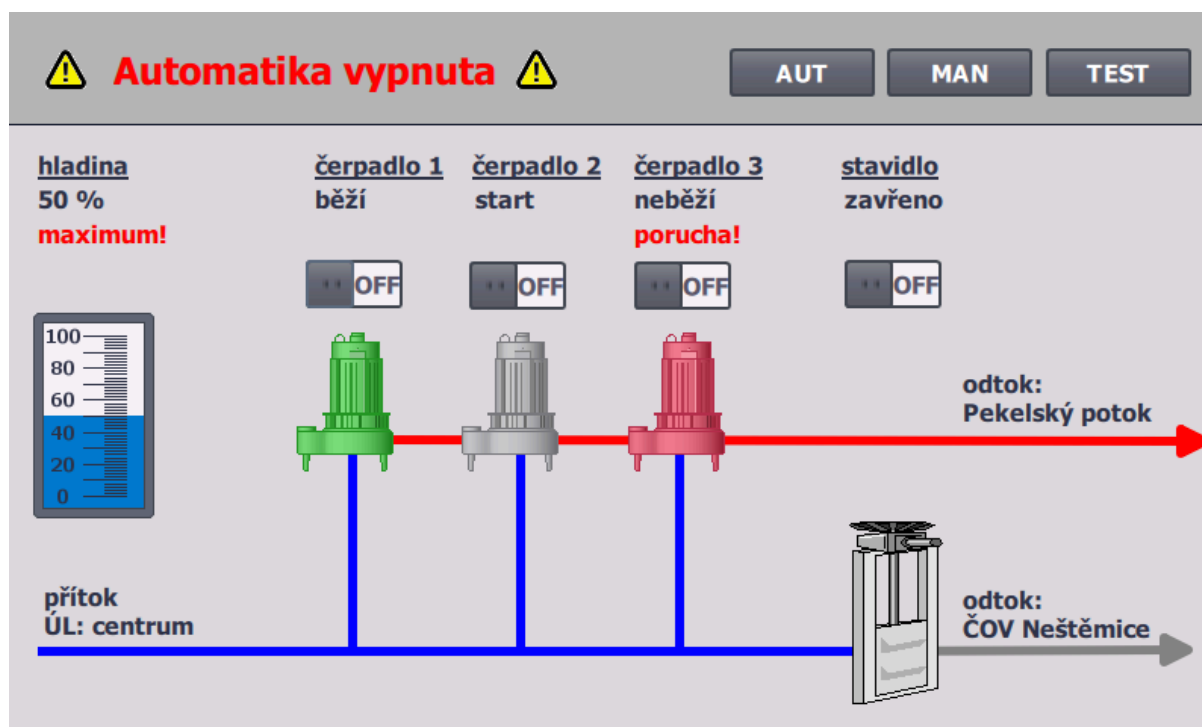 Automatika vypnuta
AUT MAN TEST
hladina čerpadlo 1 čerpadlo 2 čerpadlo 3 stavidlo
50 % běží start neběží zavřeno
maximum! porucha!
OFF OFF OFF OFF
100
80
60
40
20
0
odtok:
Pekelský potok
přítok
ÚL: centrum
odtok:
ČOV Neštěmice